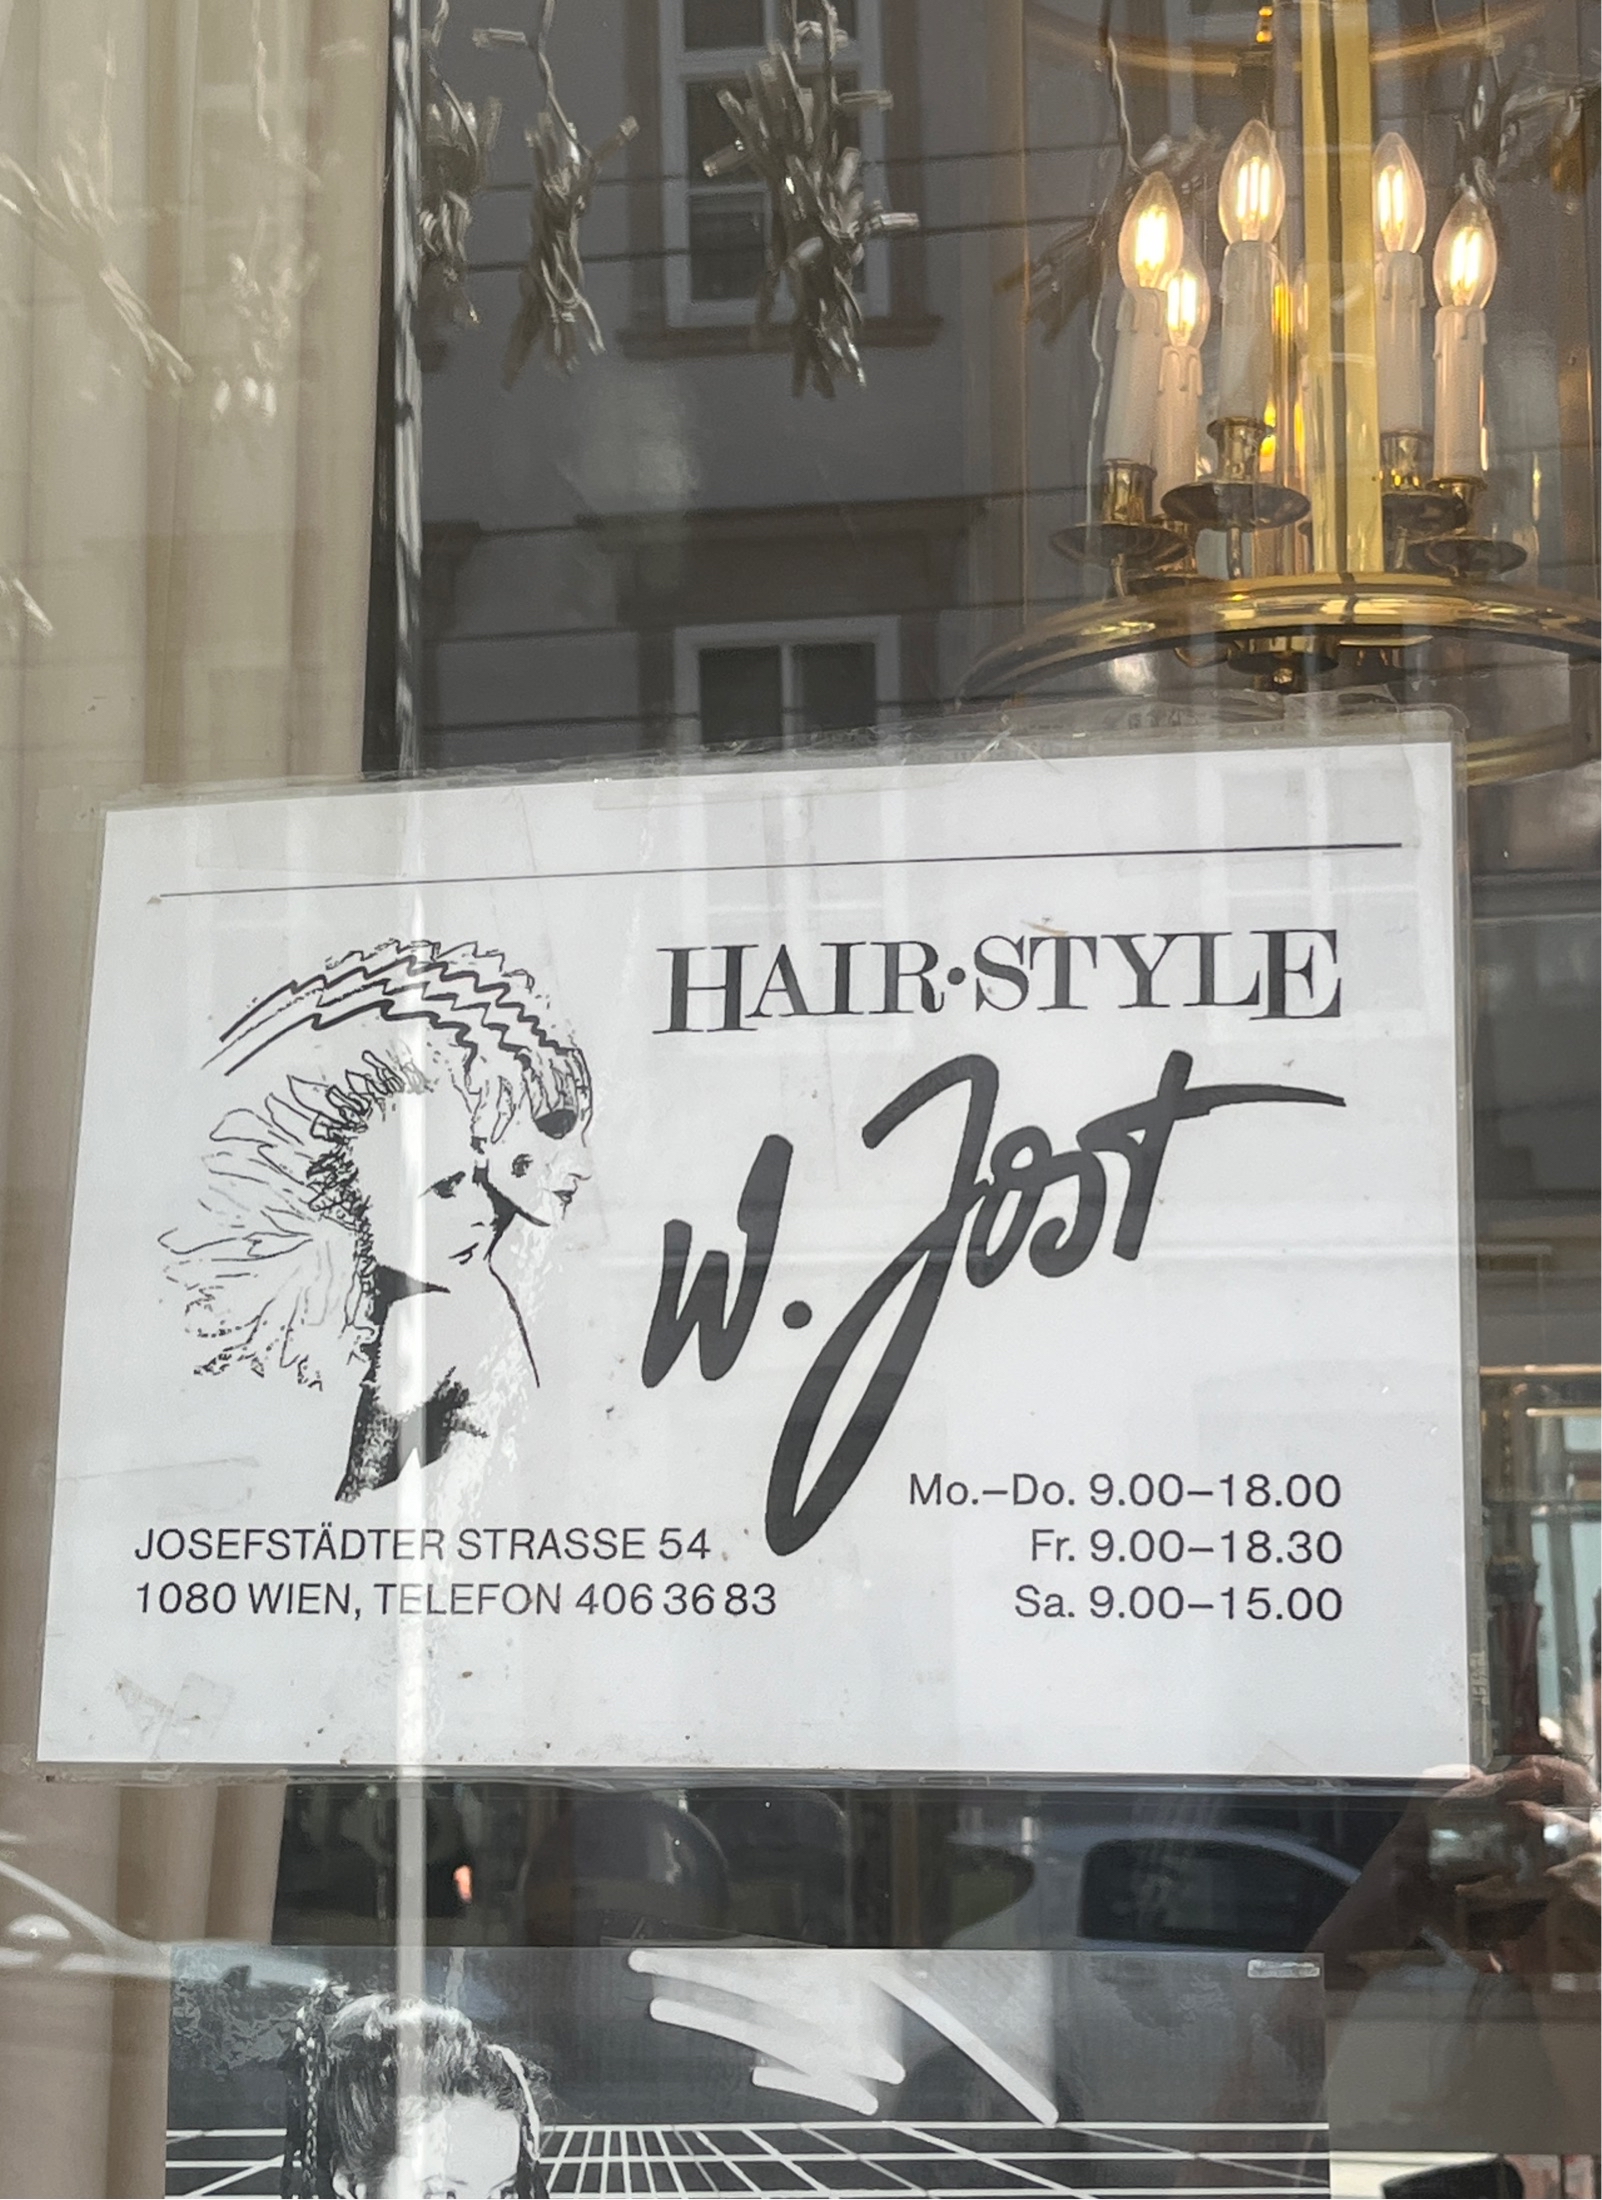 HAIR·STYLE
W. Jost
Mo.–Do. 9.00–18.00
Fr. 9.00–18.30
Sa. 9.00–15.00
JOSEFSTÄDTER STRASSE 54
1080 WIEN, TELEFON 406 36 83